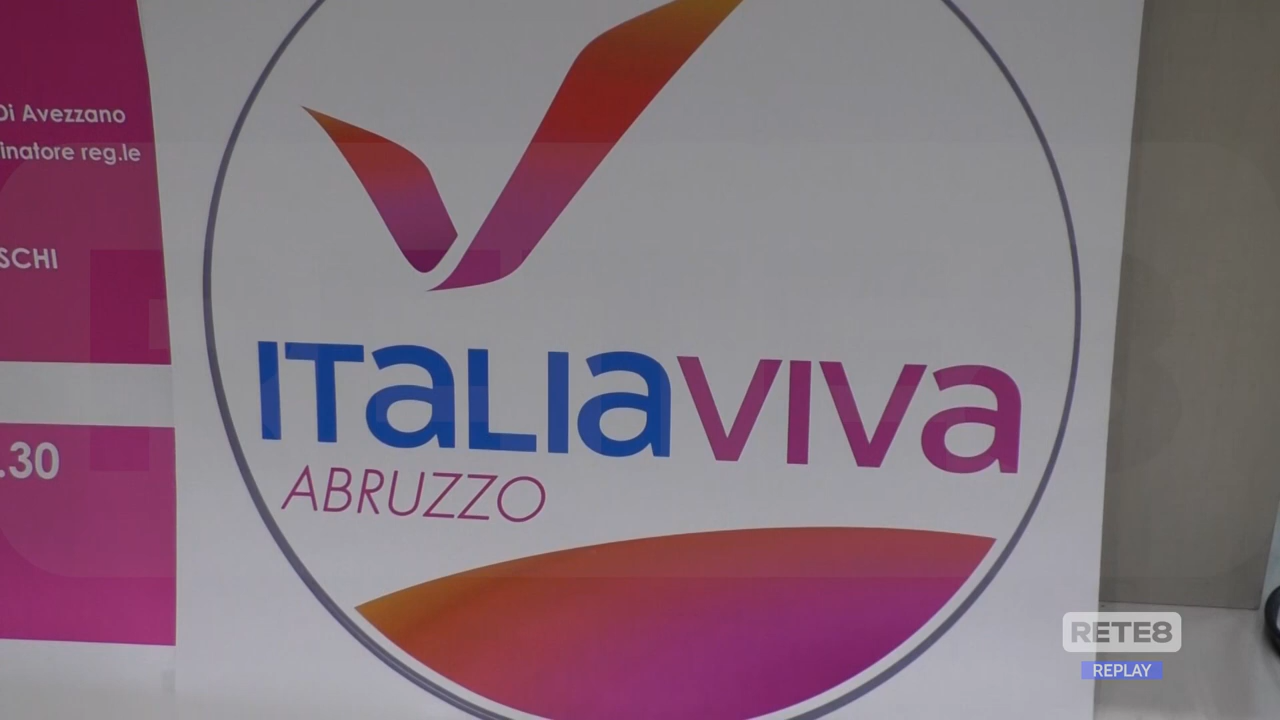 Di Avezzano
inatore reg.le
SCHI
.30
ITALIAVIVA
ABRUZZO
RETE8
REPLAY